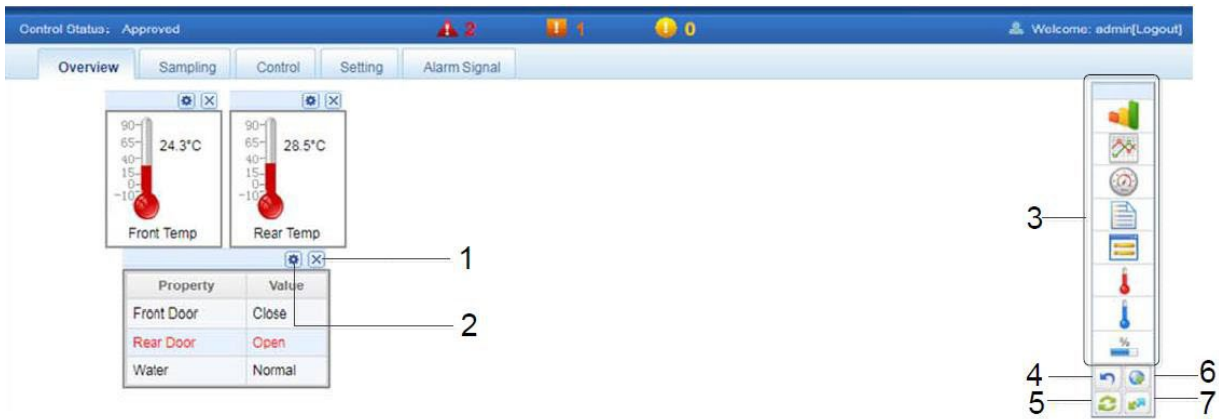 Control Status: Approved 2 1 0 Welcome: admin[Logout]
Overview Sampling Control Setting Alarm Signal
90 65 40 15 0 -10 24.3°C
Front Temp
90 65 40 15 0 -10 28.5°C
Rear Temp
Property Value
Front Door Close
Rear Door Open
Water Normal
1
2
3
%
4 6
5 7